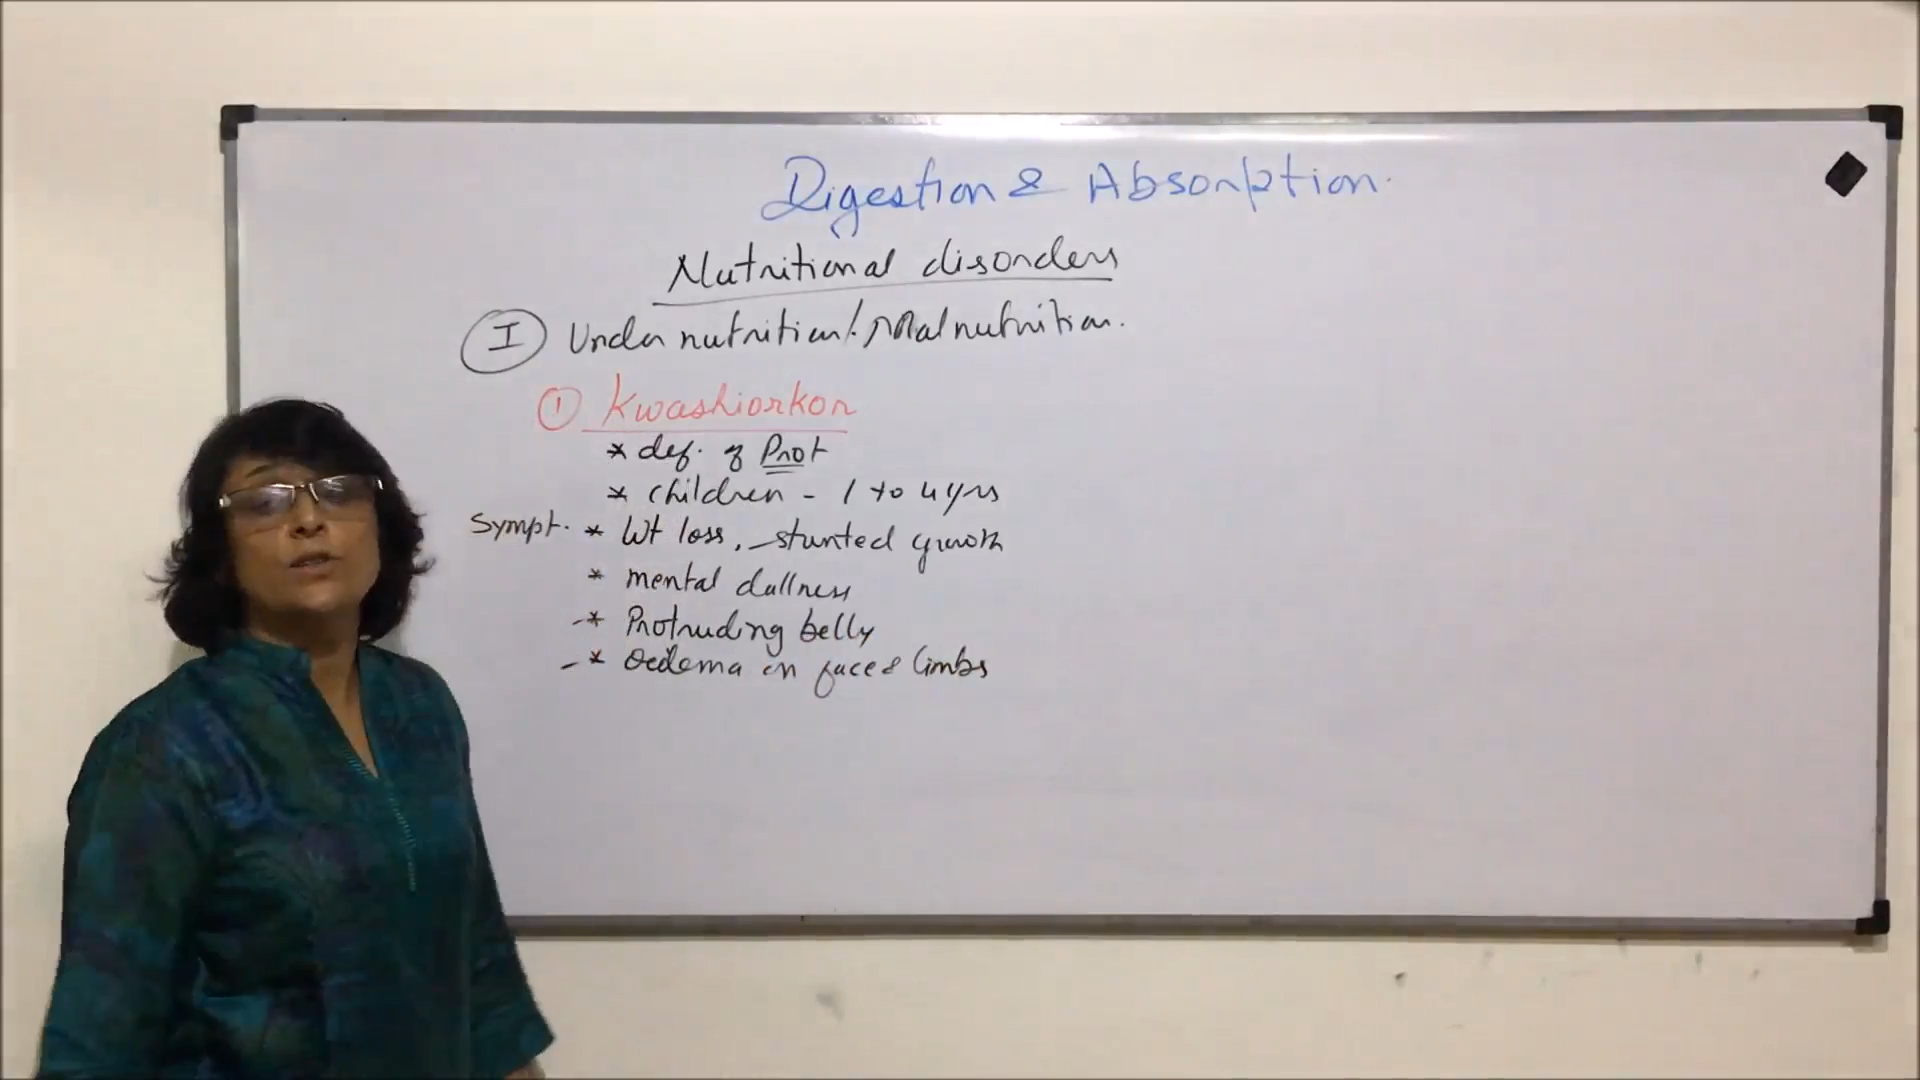 Digestion & Absorption.
Nutritional disorders
I Under nutrition/Malnutrition.
1 Kwashiorkor
* def. of Prot
* children - 1 to 4 yrs
Sympt. * Wt loss, stunted growth
* mental dullness
* Protruding belly
* Oedema on face & limbs